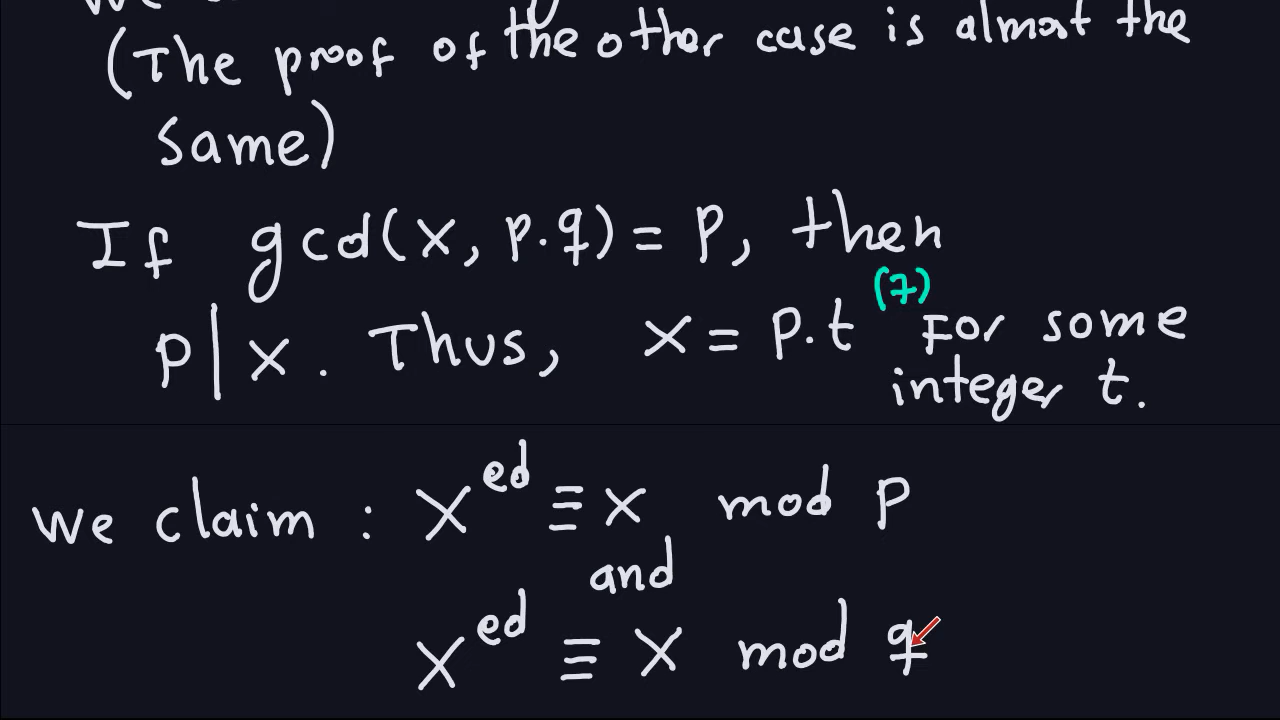 we
(The proof of the other case is almost the
same)
If gcd(x, p.q) = p, then
p | x. Thus, x = p.t (7) For some
integer t.
we claim : x^ed ≡ x mod p
and
x^ed ≡ x mod q